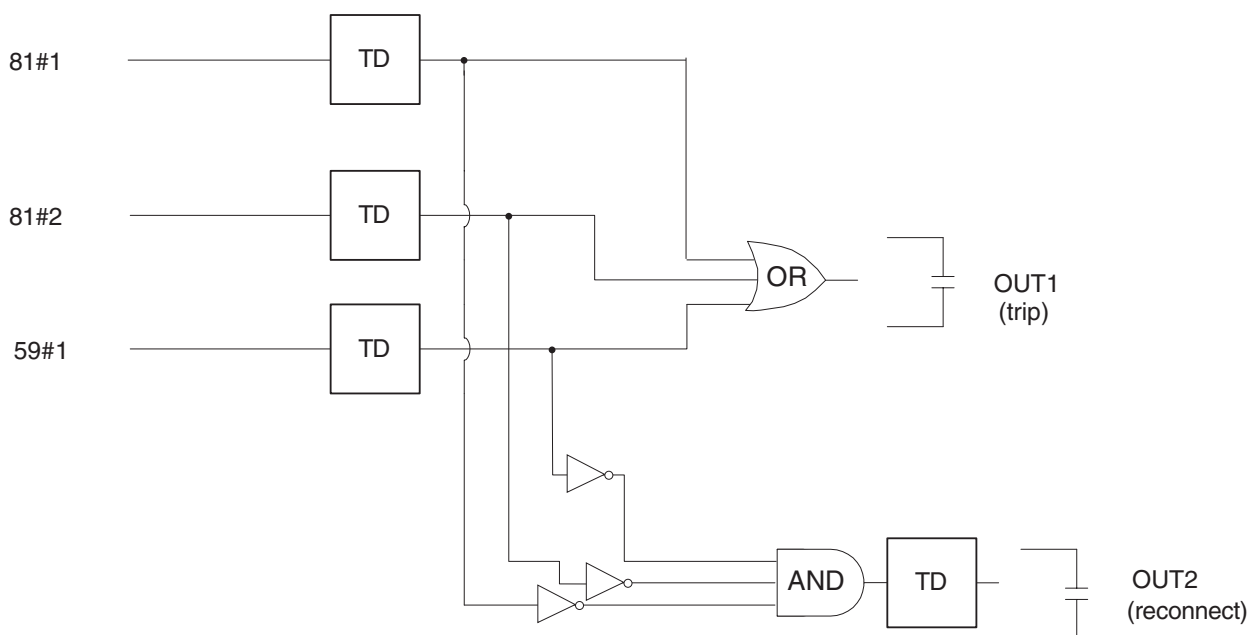 81#1
TD
81#2
TD
OR
OUT1
(trip)
59#1
TD
AND
TD
OUT2
(reconnect)